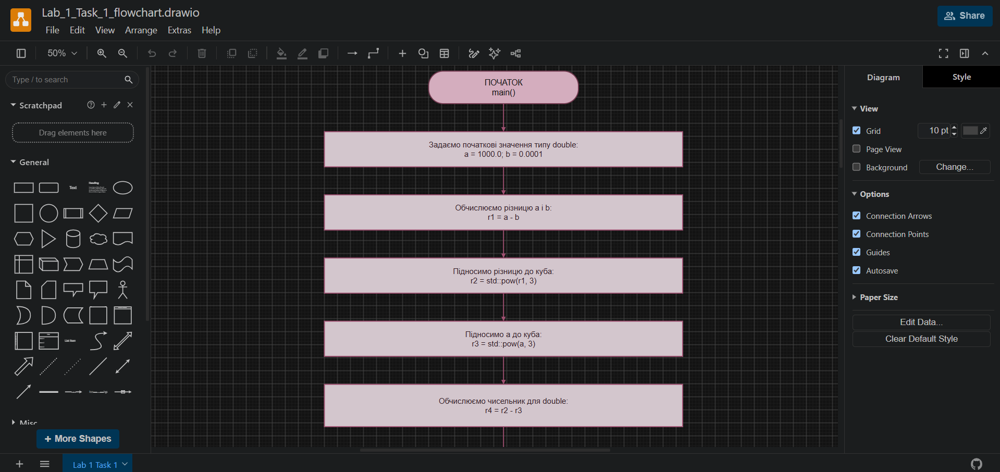 Lab_1_Task_1_flowchart.drawio
File Edit View Arrange Extras Help
Share
50%
Type / to search
Scratchpad
Drag elements here
General
Text
Heading
List Item
Misc
+ More Shapes
ПОЧАТОК
main()
Задаємо початкові значення типу double:
a = 1000.0; b = 0.0001
Обчислюємо різницю a і b:
r1 = a - b
Підносимо різницю до куба:
r2 = std::pow(r1, 3)
Підносимо a до куба:
r3 = std::pow(a, 3)
Обчислюємо чисельник для double:
r4 = r2 - r3
Diagram Style
View
Grid 10 pt
Page View
Background Change...
Options
Connection Arrows
Connection Points
Guides
Autosave
Paper Size
Edit Data...
Clear Default Style
Lab 1 Task 1